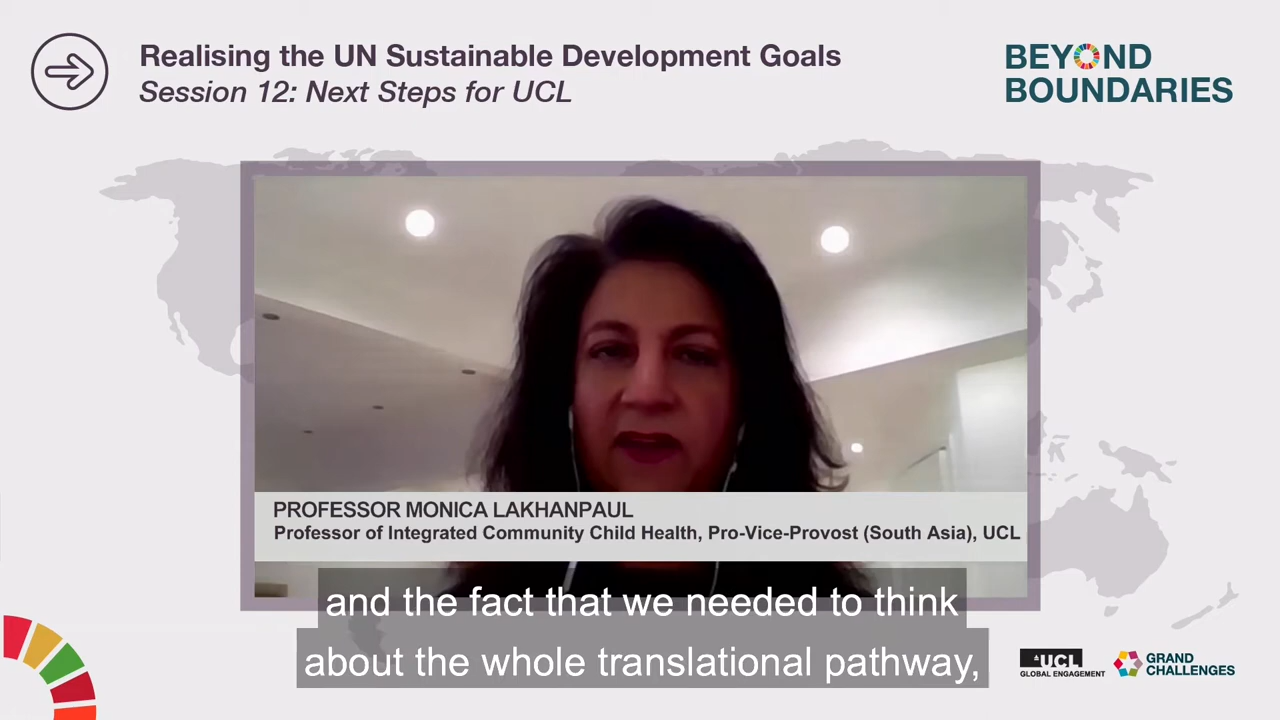 Realising the UN Sustainable Development Goals
Session 12: Next Steps for UCL
BEYOND
BOUNDARIES
PROFESSOR MONICA LAKHANPAUL
Professor of Integrated Community Child Health, Pro-Vice-Provost (South Asia), UCL
and the fact that we needed to think
about the whole translational pathway,
UCL
GLOBAL ENGAGEMENT
GRAND
CHALLENGES